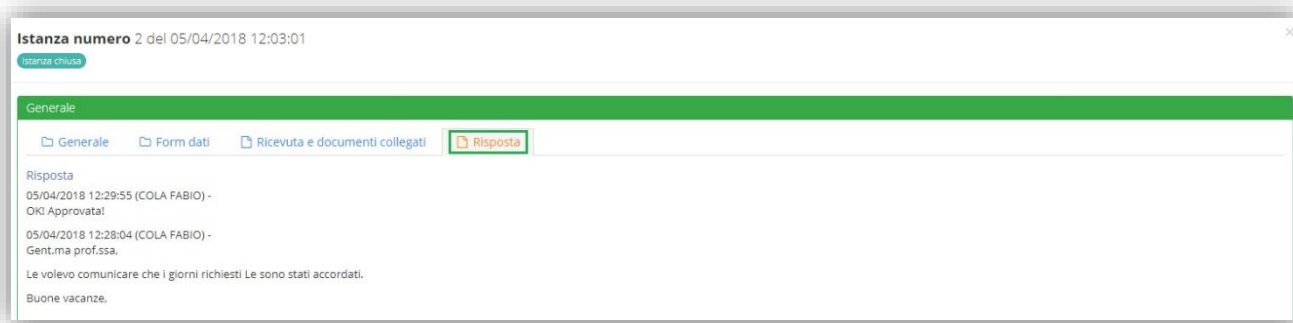 Istanza numero 2 del 05/04/2018 12:03:01
Istanza chiusa
Generale
Generale Form dati Ricevuta e documenti collegati Risposta
Risposta
05/04/2018 12:29:55 (COLA FABIO) -
OK! Approvata!
05/04/2018 12:28:04 (COLA FABIO) -
Gent.ma prof.ssa,
Le volevo comunicare che i giorni richiesti Le sono stati accordati.
Buone vacanze,